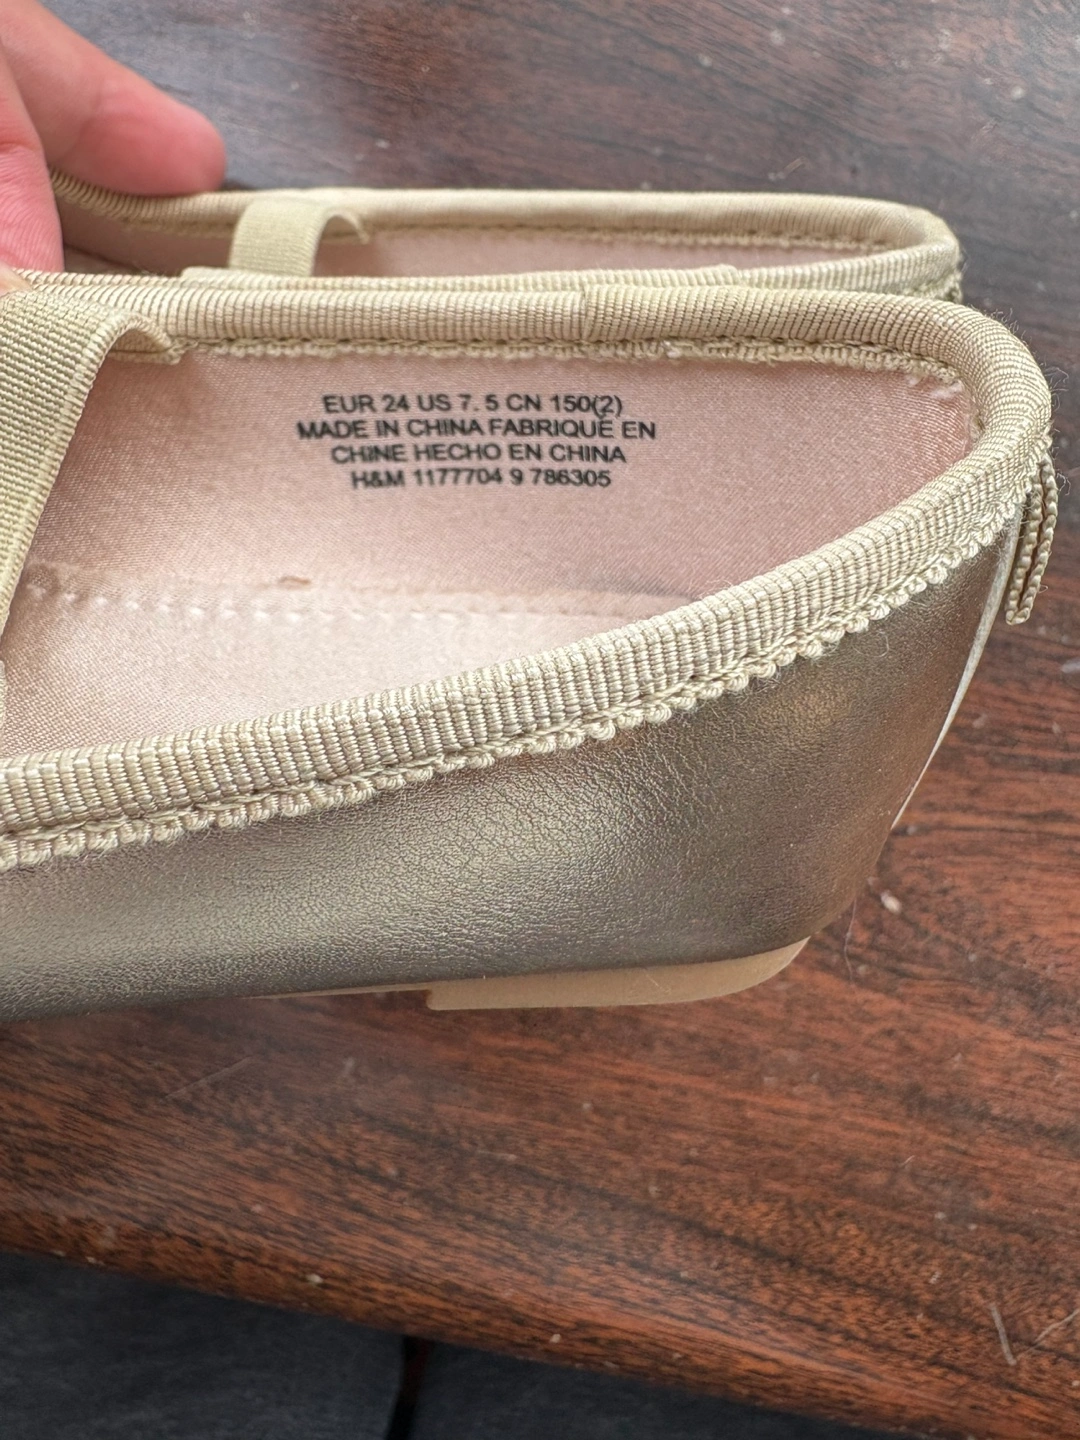 EUR 24 US 7.5 CN 150(2)
MADE IN CHINA FABRIQUÉ EN
CHINE HECHO EN CHINA
H&M 1177704 9 786305